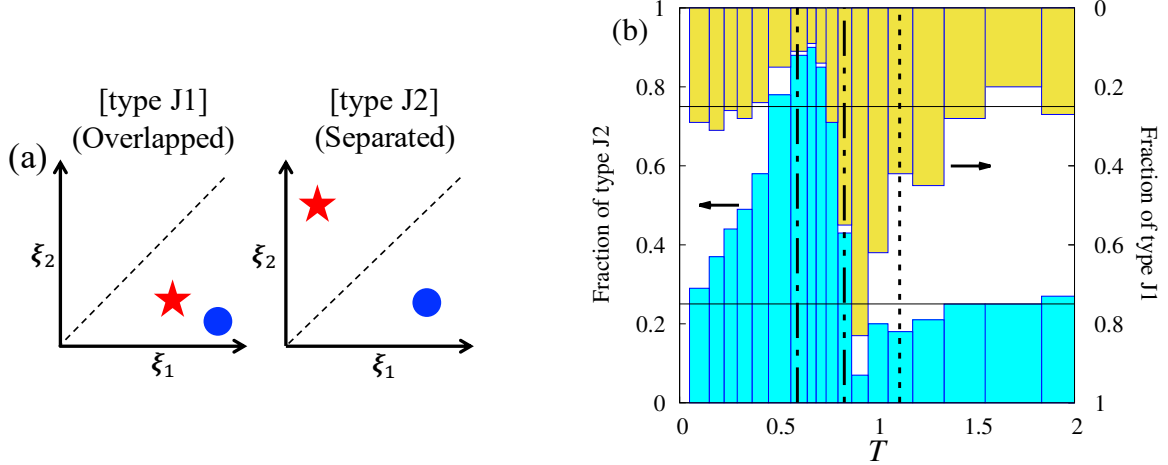 (a)
[type J1]
(Overlapped)
ξ2
ξ1
[type J2]
(Separated)
ξ2
ξ1
(b)
Fraction of type J2
1
0.8
0.6
0.4
0.2
0
0
0.5
1
1.5
2
T
0
0.2
0.4
0.6
0.8
1
Fraction of type J1